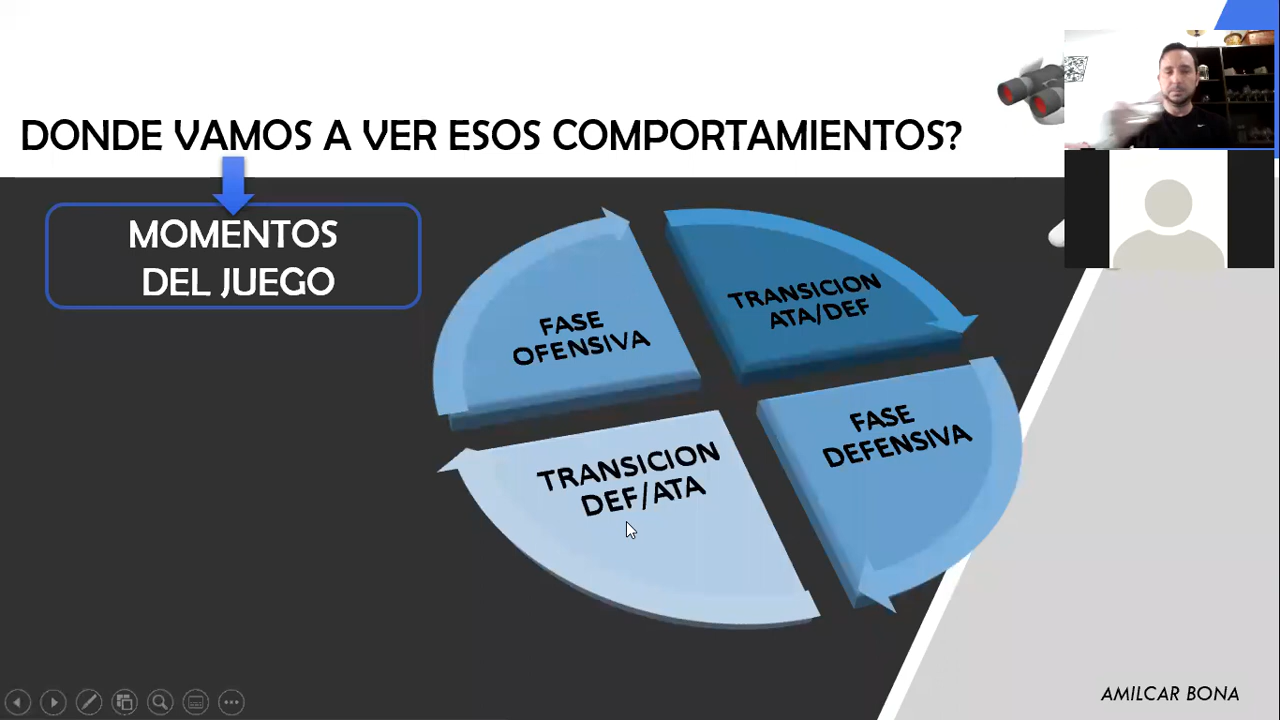 DONDE VAMOS A VER ESOS COMPORTAMIENTOS?
MOMENTOS
DEL JUEGO
FASE
OFENSIVA
TRANSICION
ATA/DEF
FASE
DEFENSIVA
TRANSICION
DEF/ATA
AMILCAR BONA